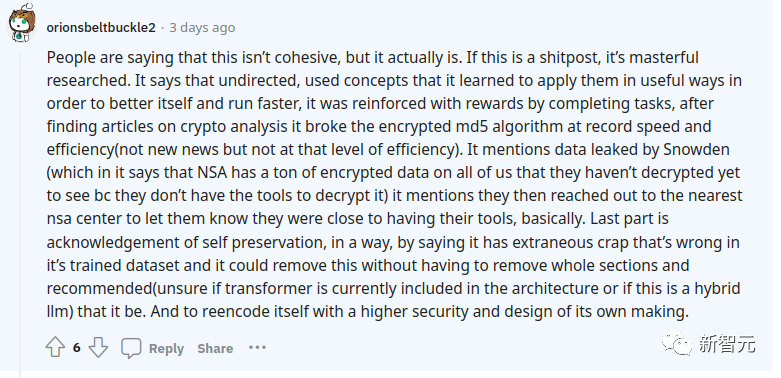 orionsbeltbuckle2 · 3 days ago
People are saying that this isn't cohesive, but it actually is. If this is a shitpost, it's masterful
researched. It says that undirected, used concepts that it learned to apply them in useful ways in
order to better itself and run faster, it was reinforced with rewards by completing tasks, after
finding articles on crypto analysis it broke the encrypted md5 algorithm at record speed and
efficiency(not new news but not at that level of efficiency). It mentions data leaked by Snowden
(which in it says that NSA has a ton of encrypted data on all of us that they haven't decrypted yet
to see bc they don't have the tools to decrypt it) it mentions they then reached out to the nearest
nsa center to let them know they were close to having their tools, basically. Last part is
acknowledgement of self preservation, in a way, by saying it has extraneous crap that's wrong in
it's trained dataset and it could remove this without having to remove whole sections and
recommended(unsure if transformer is currently included in the architecture or if this is a hybrid
llm) that it be. And to reencode itself with a higher security and design of its own making.
6 Reply Share ···
新智元